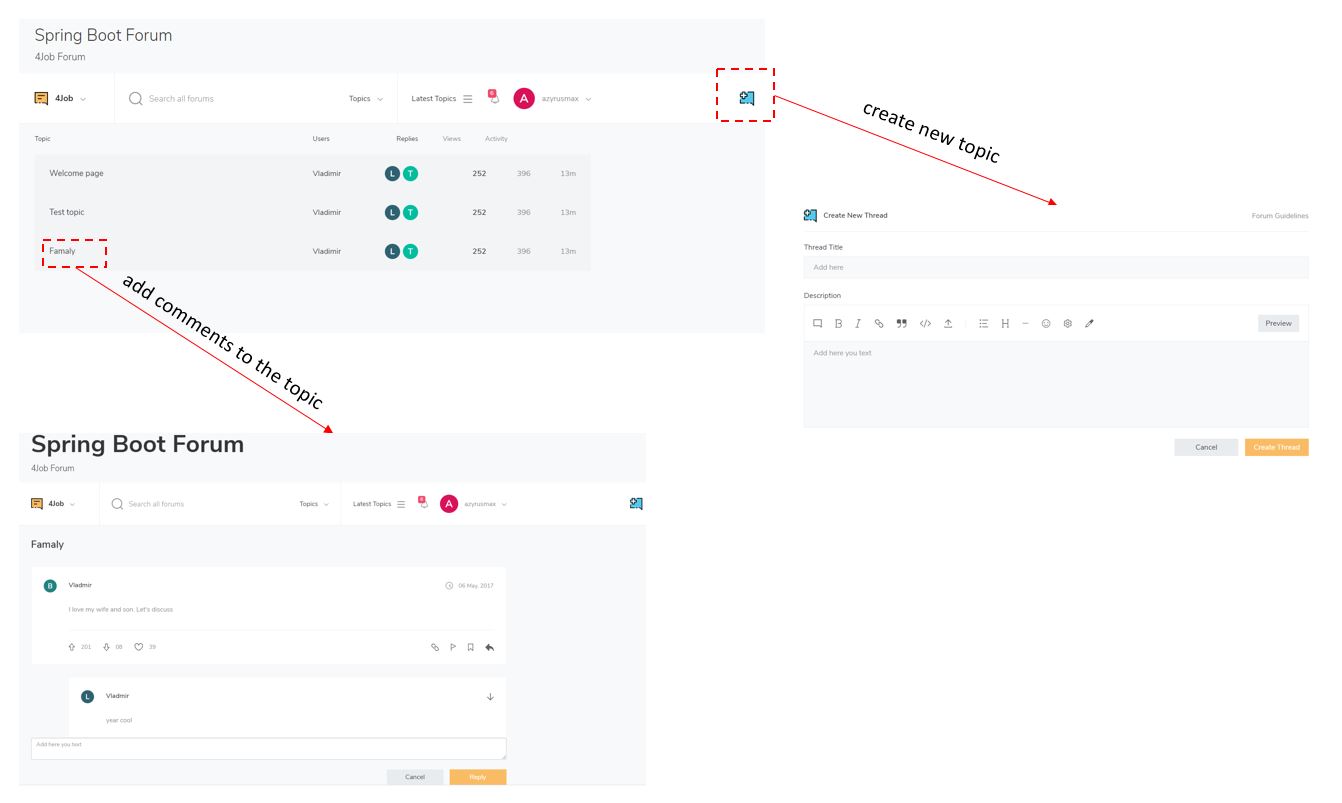 Spring Boot Forum
4Job Forum
4Job Search all forums Topics Latest Topics 6 A azyrusmax
Topic Users Replies Views Activity
Welcome page Vladimir L T 252 396 13m
Test topic Vladimir L T 252 396 13m
Famaly Vladimir L T 252 396 13m
create new topic
add comments to the topic
Create New Thread Forum Guidelines
Thread Title
Add here
Description
B I H Preview
Add here you text
Cancel Create Thread
Spring Boot Forum
4Job Forum
4Job Search all forums Topics Latest Topics 6 A azyrusmax
Famaly
B Vladmir 06 May, 2017
I love my wife and son. Let's discuss
201 08 39
L Vladmir
year cool
Add here you text
Cancel Reply